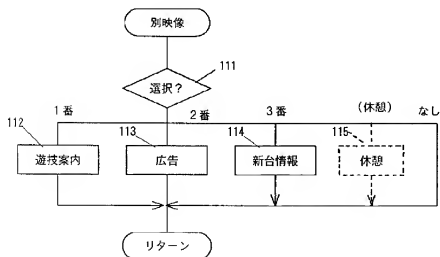 別映像
選択？
111
1番
2番
3番
(休憩)
なし
112
113
114
115
遊技案内
広告
新台情報
休憩
リターン